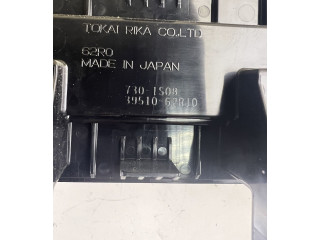 TOKAI RIKA CO.,LTD
62R0
MADE IN JAPAN
730-1S08
39510-62R10